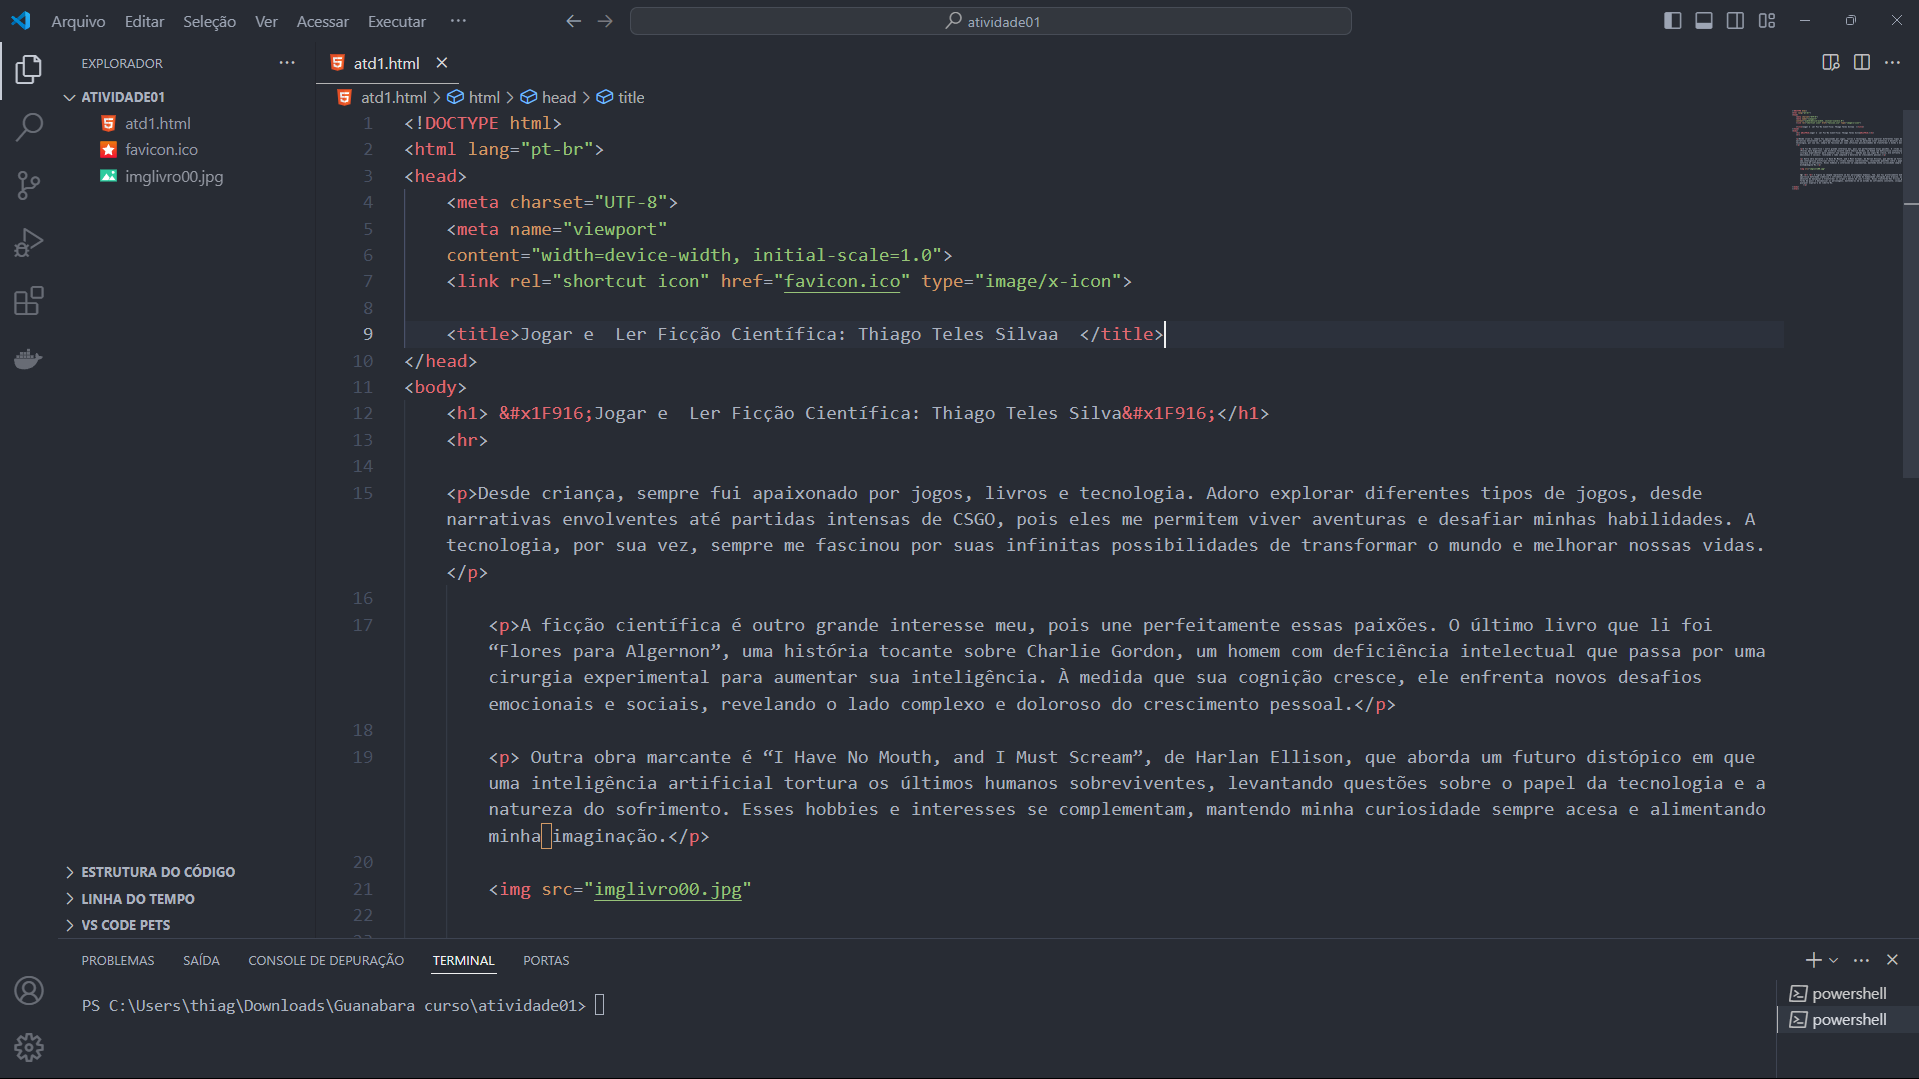 Arquivo Editar Seleção Ver Acessar Executar ··· atividade01
EXPLORADOR ···
ATIVIDADE01
atd1.html
favicon.ico
imglivro00.jpg
ESTRUTURA DO CÓDIGO
LINHA DO TEMPO
VS CODE PETS
atd1.html
atd1.html > html > head > title
1 <!DOCTYPE html>
2 <html lang="pt-br">
3 <head>
4 <meta charset="UTF-8">
5 <meta name="viewport"
6 content="width=device-width, initial-scale=1.0">
7 <link rel="shortcut icon" href="favicon.ico" type="image/x-icon">
8
9 <title>Jogar e  Ler Ficção Científica: Thiago Teles Silvaa  </title>
10 </head>
11 <body>
12 <h1> &#x1F916;Jogar e  Ler Ficção Científica: Thiago Teles Silva&#x1F916;</h1>
13 <hr>
14
15 <p>Desde criança, sempre fui apaixonado por jogos, livros e tecnologia. Adoro explorar diferentes tipos de jogos, desde
narrativas envolventes até partidas intensas de CSGO, pois eles me permitem viver aventuras e desafiar minhas habilidades. A
tecnologia, por sua vez, sempre me fascinou por suas infinitas possibilidades de transformar o mundo e melhorar nossas vidas.
</p>
16
17 <p>A ficção científica é outro grande interesse meu, pois une perfeitamente essas paixões. O último livro que li foi
“Flores para Algernon”, uma história tocante sobre Charlie Gordon, um homem com deficiência intelectual que passa por uma
cirurgia experimental para aumentar sua inteligência. À medida que sua cognição cresce, ele enfrenta novos desafios
emocionais e sociais, revelando o lado complexo e doloroso do crescimento pessoal.</p>
18
19 <p> Outra obra marcante é “I Have No Mouth, and I Must Scream”, de Harlan Ellison, que aborda um futuro distópico em que
uma inteligência artificial tortura os últimos humanos sobreviventes, levantando questões sobre o papel da tecnologia e a
natureza do sofrimento. Esses hobbies e interesses se complementam, mantendo minha curiosidade sempre acesa e alimentando
minha imaginação.</p>
20
21 <img src="imglivro00.jpg"
22
PROBLEMAS SAÍDA CONSOLE DE DEPURAÇÃO TERMINAL PORTAS
PS C:\Users\thiag\Downloads\Guanabara curso\atividade01>
powershell
powershell